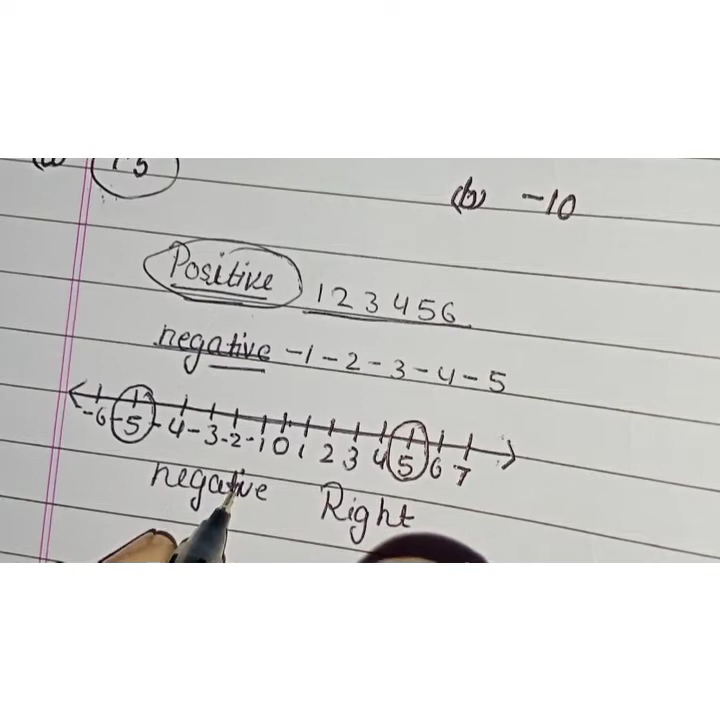 (b) -10
Positive 1 2 3 4 5 6
negative -1 -2 -3 -4 -5
-6 -5 -4 -3 -2 -1 0 1 2 3 4 5 6 7
negative Right